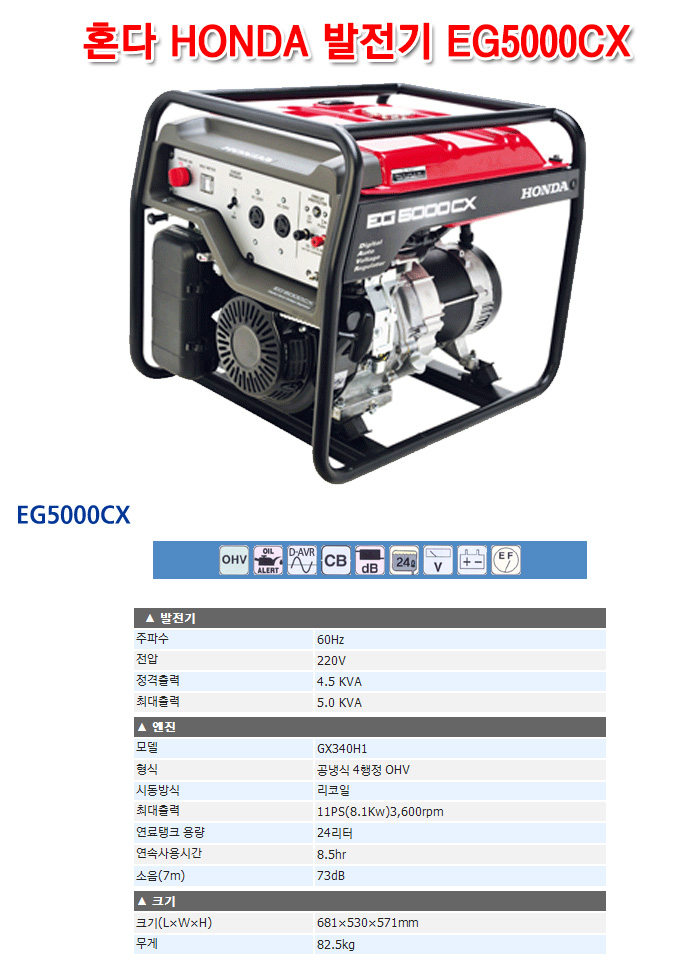 혼다 HONDA 발전기 EG5000CX
HONDA
EG 5000CX
HONDA
Digital
Auto
Voltage
Regulator
EG5000CX
EG5000CX
OHV
OIL
ALERT
D-AVR
CB
dB
24ℓ
V
+ -
E F
▲ 발전기
주파수 60Hz
전압 220V
정격출력 4.5 KVA
최대출력 5.0 KVA
▲ 엔진
모델 GX340H1
형식 공냉식 4행정 OHV
시동방식 리코일
최대출력 11PS(8.1Kw)3,600rpm
연료탱크 용량 24리터
연속사용시간 8.5hr
소음(7m) 73dB
▲ 크기
크기(L×W×H) 681×530×571mm
무게 82.5kg